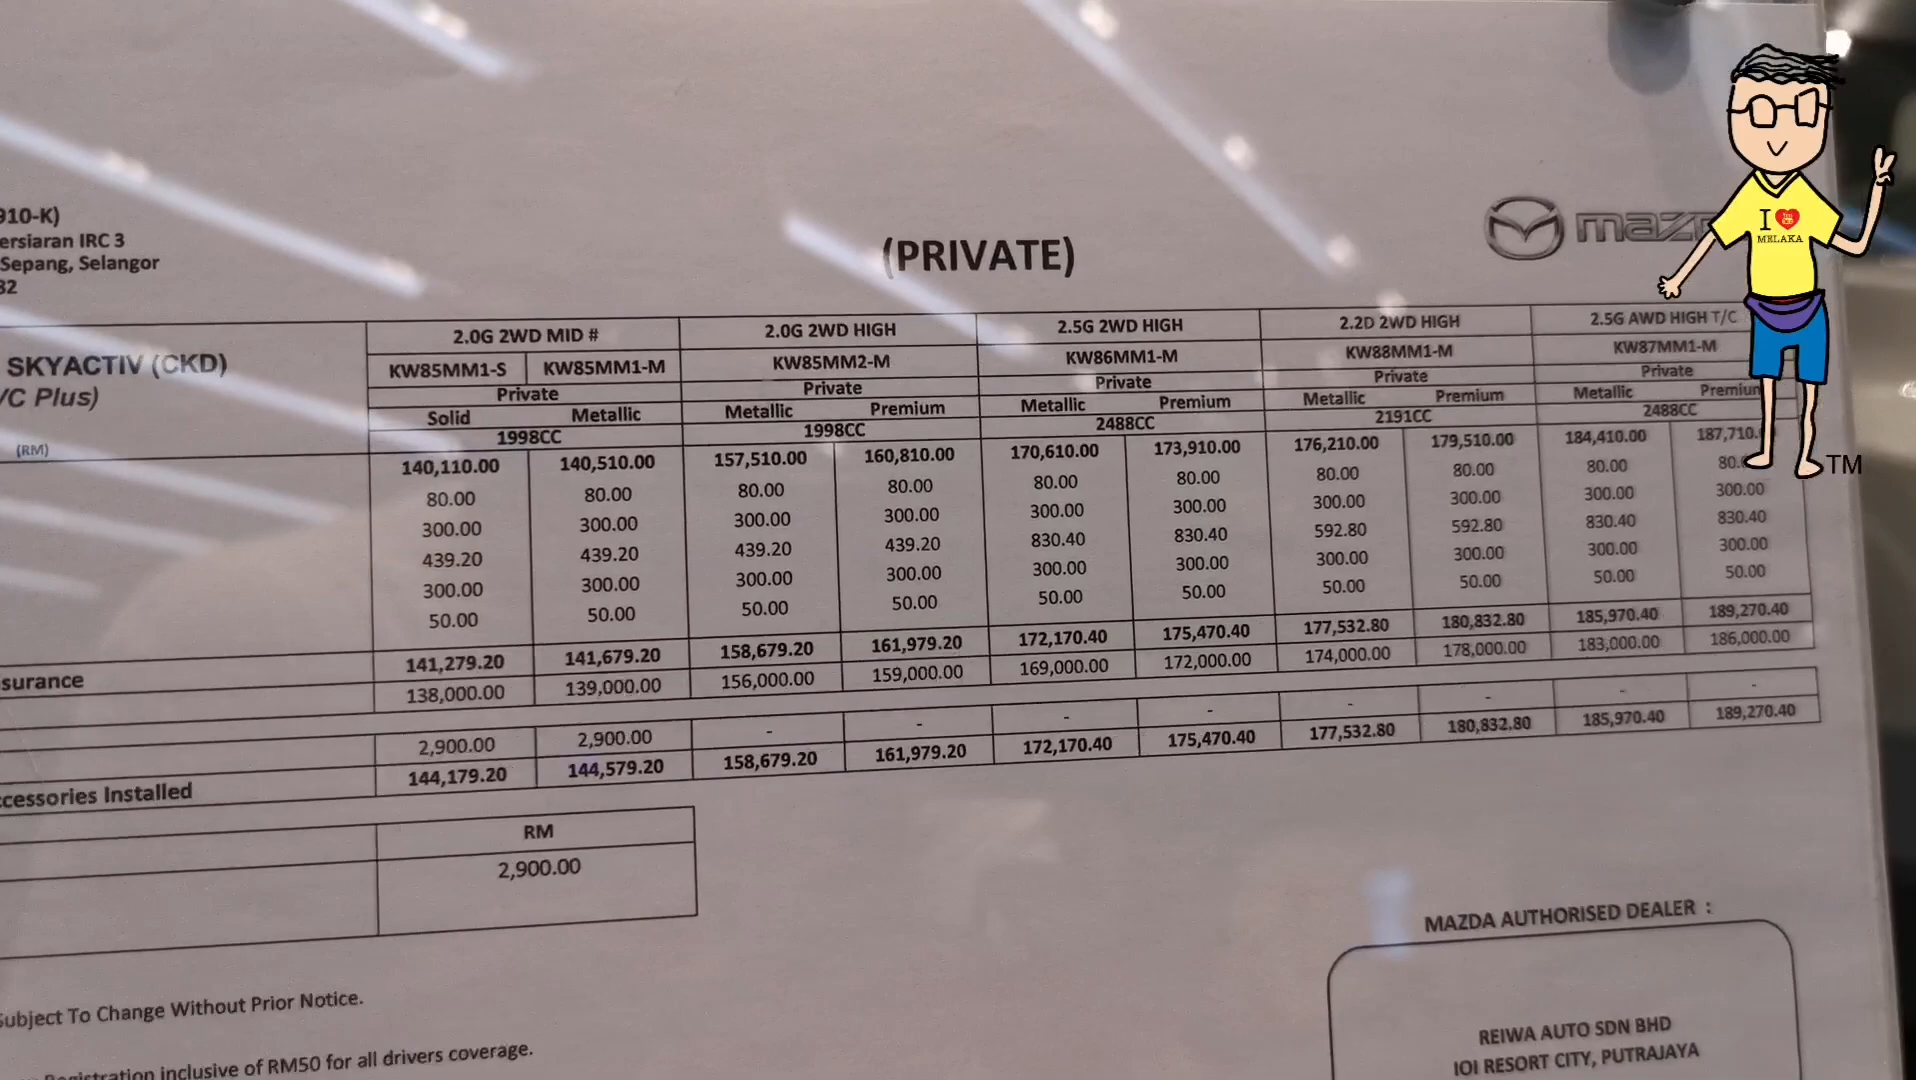 910-K)
ersiaran IRC 3
Sepang, Selangor
32
(PRIVATE)
mazd
I
MELAKA
TM
SKYACTIV (CKD)
/C Plus)
(RM)
2.0G 2WD MID # 2.0G 2WD HIGH 2.5G 2WD HIGH 2.2D 2WD HIGH 2.5G AWD HIGH T/C
KW85MM1-S KW85MM1-M KW85MM2-M KW86MM1-M KW88MM1-M KW87MM1-M
Private Private Private Private Private
Solid Metallic Metallic Premium Metallic Premium Metallic Premium Metallic Premium
1998CC 1998CC 2488CC 2191CC 2488CC
140,110.00 140,510.00 157,510.00 160,810.00 170,610.00 173,910.00 176,210.00 179,510.00 184,410.00 187,710.
80.00 80.00 80.00 80.00 80.00 80.00 80.00 80.00 80.00 80.
300.00 300.00 300.00 300.00 300.00 300.00 300.00 300.00 300.00 300.00
439.20 439.20 439.20 439.20 830.40 830.40 592.80 592.80 830.40 830.40
300.00 300.00 300.00 300.00 300.00 300.00 300.00 300.00 300.00 300.00
50.00 50.00 50.00 50.00 50.00 50.00 50.00 50.00 50.00 50.00
surance 141,279.20 141,679.20 158,679.20 161,979.20 172,170.40 175,470.40 177,532.80 180,832.80 185,970.40 189,270.40
138,000.00 139,000.00 156,000.00 159,000.00 169,000.00 172,000.00 174,000.00 178,000.00 183,000.00 186,000.00
2,900.00 2,900.00 - - - - - - - -
ccessories Installed 144,179.20 144,579.20 158,679.20 161,979.20 172,170.40 175,470.40 177,532.80 180,832.80 185,970.40 189,270.40
RM
2,900.00
Subject To Change Without Prior Notice.
Registration inclusive of RM50 for all drivers coverage.
MAZDA AUTHORISED DEALER :
REIWA AUTO SDN BHD
IOI RESORT CITY, PUTRAJAYA